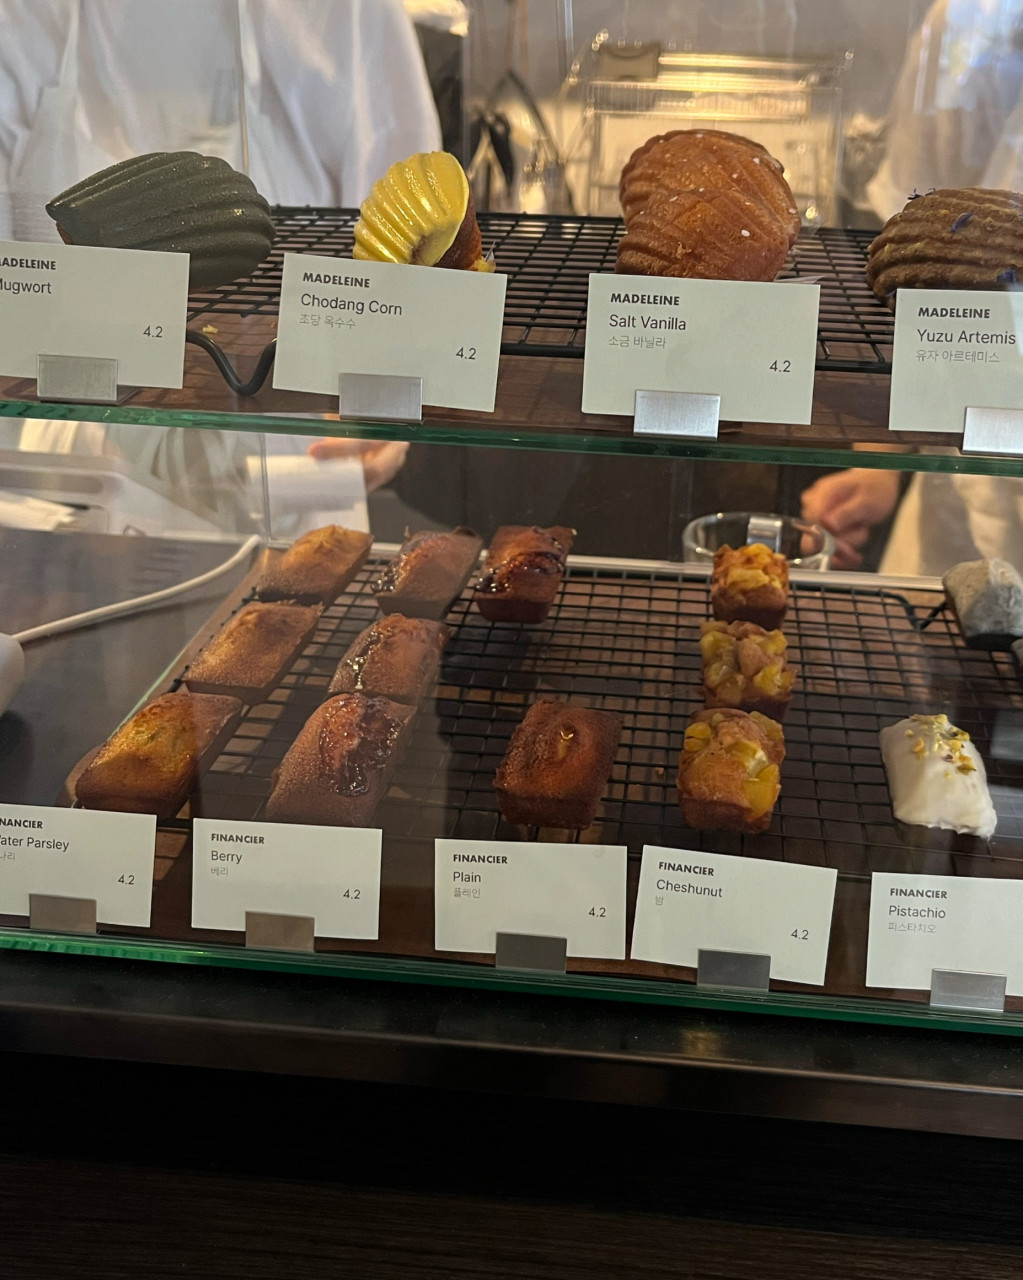 MADELEINE
Mugwort
4.2
MADELEINE
Chodang Corn
초당 옥수수
4.2
MADELEINE
Salt Vanilla
소금 바닐라
4.2
MADELEINE
Yuzu Artemis
유자 아르테미스
FINANCIER
Water Parsley
나리
4.2
FINANCIER
Berry
베리
4.2
FINANCIER
Plain
플레인
4.2
FINANCIER
Cheshunut
밤
4.2
FINANCIER
Pistachio
피스타치오